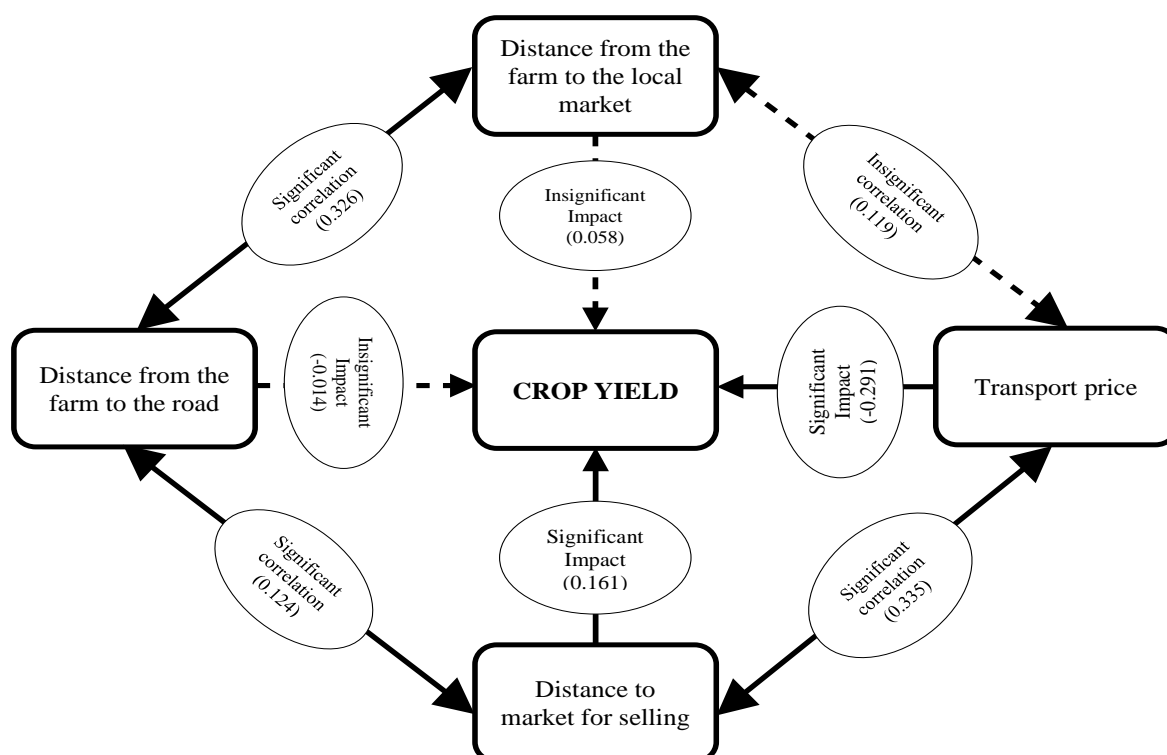 Distance from the
farm to the local
market
Significant
correlation
(0.326)
Insignificant
Impact
(0.058)
Insignificant
correlation
(0.119)
Distance from the
farm to the road
Insignificant
Impact
(-0.014)
CROP YIELD
Significant
Impact
(-0.291)
Transport price
Significant
correlation
(0.124)
Significant
Impact
(0.161)
Significant
correlation
(0.335)
Distance to
market for selling